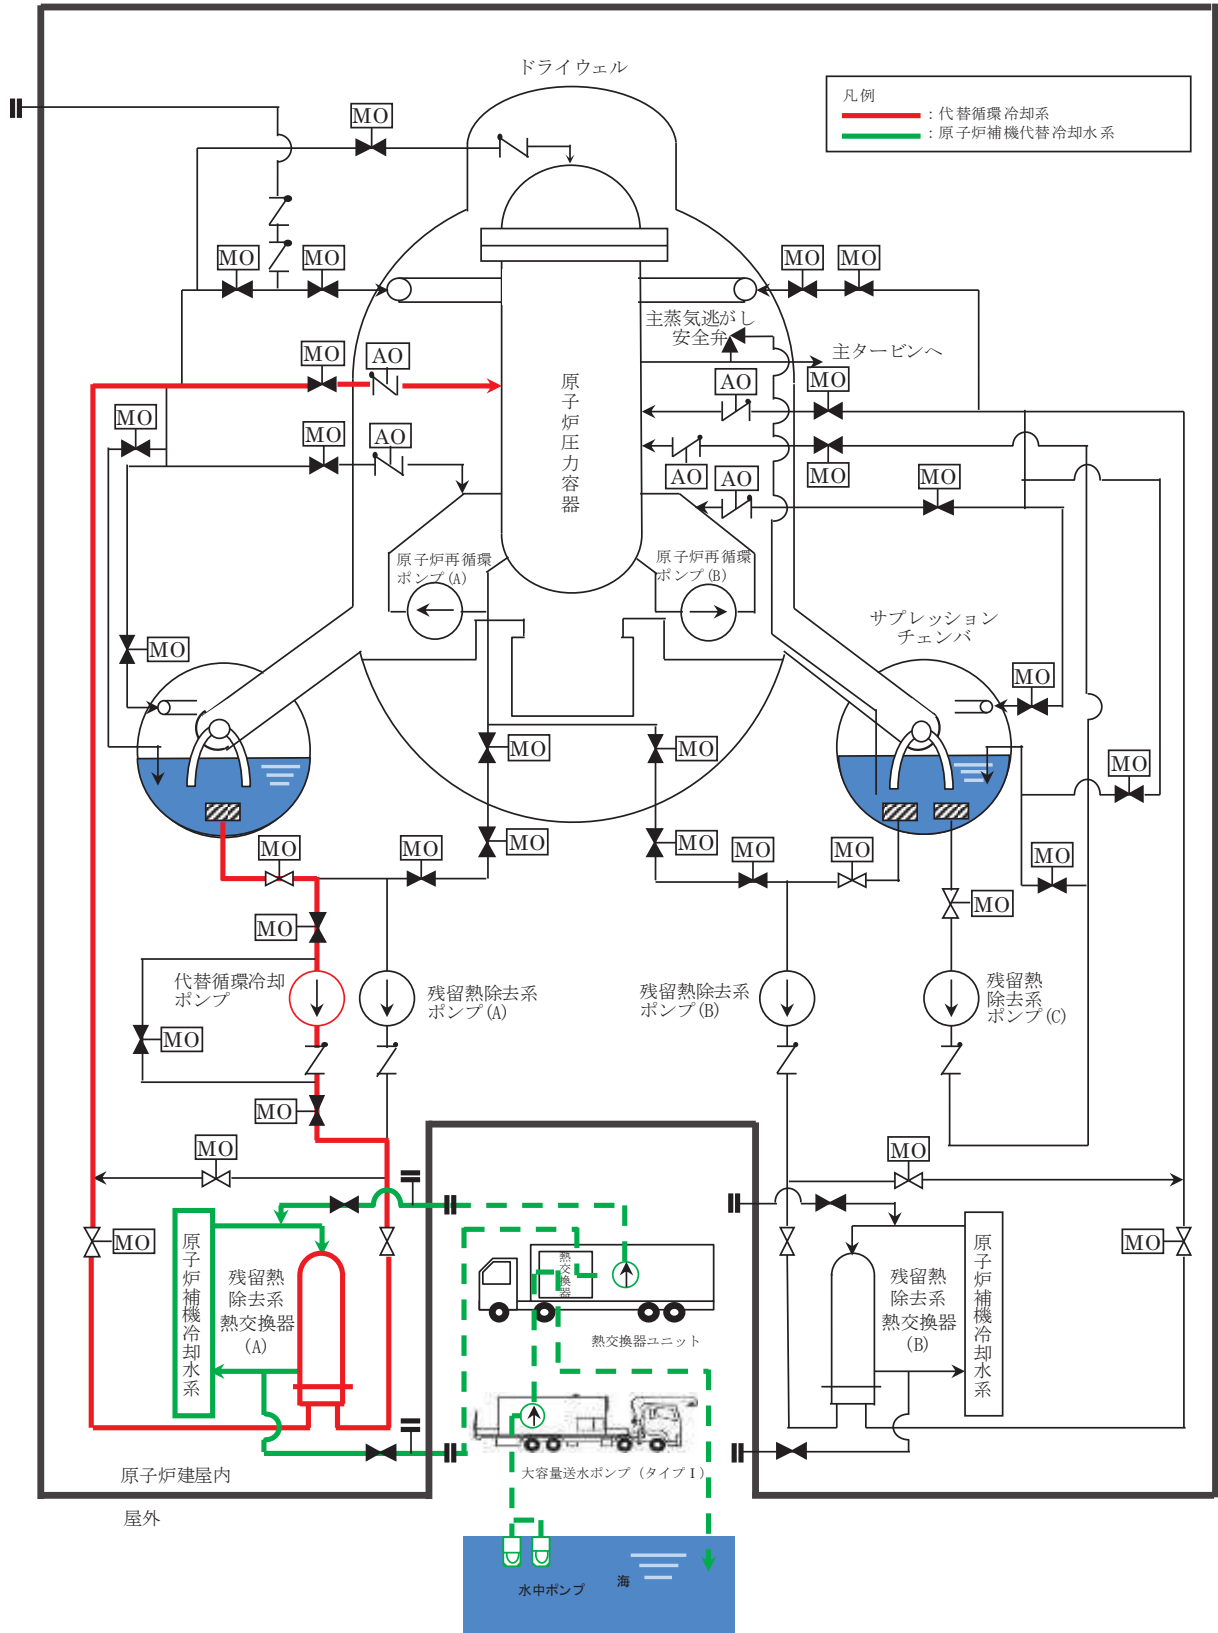 ドライウェル
凡例
：代替循環冷却系
：原子炉補機代替冷却水系
MO
MO
MO
MO
MO
主蒸気逃がし
安全弁
主タービンへ
MO
AO
原子炉圧力容器
AO
MO
MO
MO
AO
AO
MO
AO
MO
原子炉再循環
ポンプ(A)
原子炉再循環
ポンプ(B)
サプレッション
チェンバ
MO
MO
MO
MO
MO
MO
MO
MO
MO
MO
MO
MO
MO
MO
代替循環冷却
ポンプ
残留熱除去系
ポンプ(A)
残留熱除去系
ポンプ(B)
残留熱
除去系
ポンプ(C)
MO
MO
MO
MO
MO
MO
原子炉補機冷却水系
残留熱
除去系
熱交換器
(A)
熱交換器
熱交換器ユニット
残留熱
除去系
熱交換器
(B)
原子炉補機冷却水系
大容量送水ポンプ（タイプⅠ）
原子炉建屋内
屋外
水中ポンプ
海